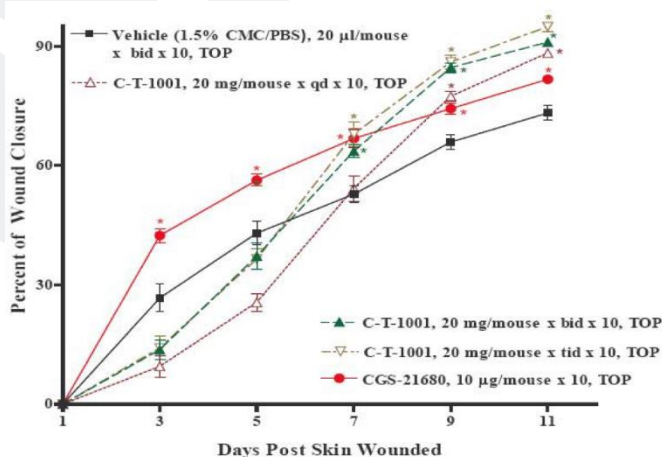 Vehicle (1.5% CMC/PBS), 20 µl/mouse
x bid x 10, TOP
C-T-1001, 20 mg/mouse x qd x 10, TOP
90
60
30
0
Percent of Wound Closure
* * * * * * * * * * * * * *
C-T-1001, 20 mg/mouse x bid x 10, TOP
C-T-1001, 20 mg/mouse x tid x 10, TOP
CGS-21680, 10 µg/mouse x 10, TOP
1 3 5 7 9 11
Days Post Skin Wounded